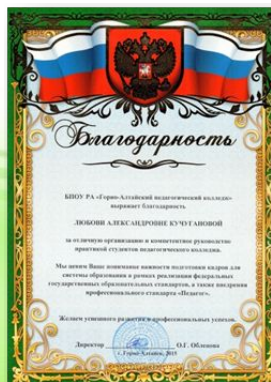 Благодарность
БПОУ РА «Горно-Алтайский педагогический колледж»
выражает благодарность
ЛЮБОВИ АЛЕКСАНДРОВНЕ КУЧУГАНОВОЙ
за отличную организацию и компетентное руководство
практикой студентов педагогического колледжа.
Мы ценим Ваше понимание важности подготовки кадров для
системы образования в рамках реализации федеральных
государственных образовательных стандартов, а также внедрения
профессионального стандарта «Педагог».
Желаем успешного развития и профессиональных успехов.
Директор О.Г. Облецова
г. Горно-Алтайск, 2015